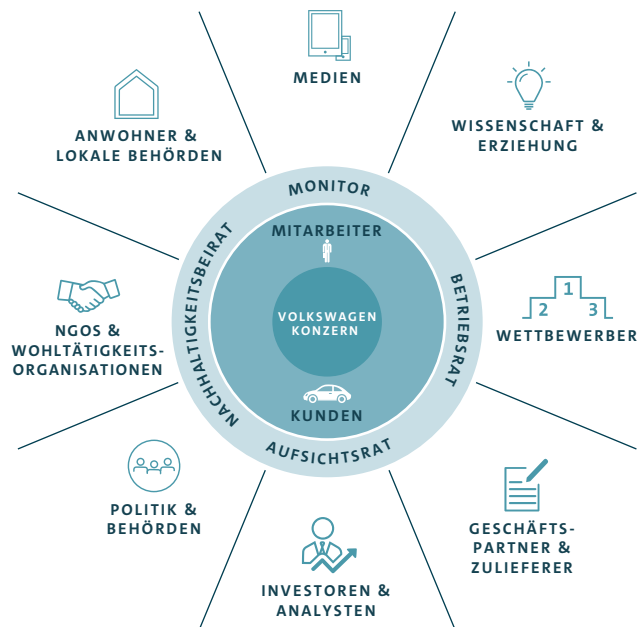 MEDIEN
WISSENSCHAFT &
ERZIEHUNG
ANWOHNER &
LOKALE BEHÖRDEN
MONITOR
MITARBEITER
NACHHALTIGKEITSBEIRAT
BETRIEBSRAT
VOLKSWAGEN
KONZERN
NGOS &
WOHLTÄTIGKEITS-
ORGANISATIONEN
1
2
3
WETTBEWERBER
KUNDEN
AUFSICHTSRAT
POLITIK &
BEHÖRDEN
GESCHÄFTS-
PARTNER &
ZULIEFERER
INVESTOREN &
ANALYSTEN